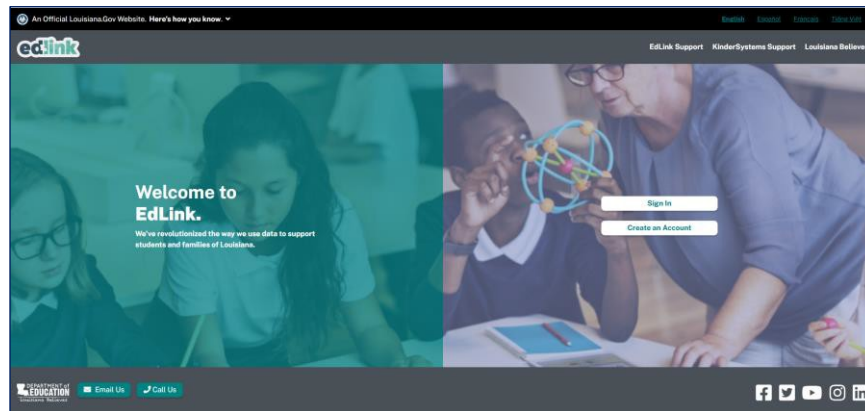 An Official Louisiana.Gov Website. Here's how you know.
English Español Français Tiếng Việt
edlink
EdLink Support KinderSystems Support Louisiana Believe
Welcome to
EdLink.
We've revolutionized the way we use data to support
students and families of Louisiana.
Sign In
Create an Account
DEPARTMENT of
EDUCATION
Louisiana Believes
Email Us
Call Us